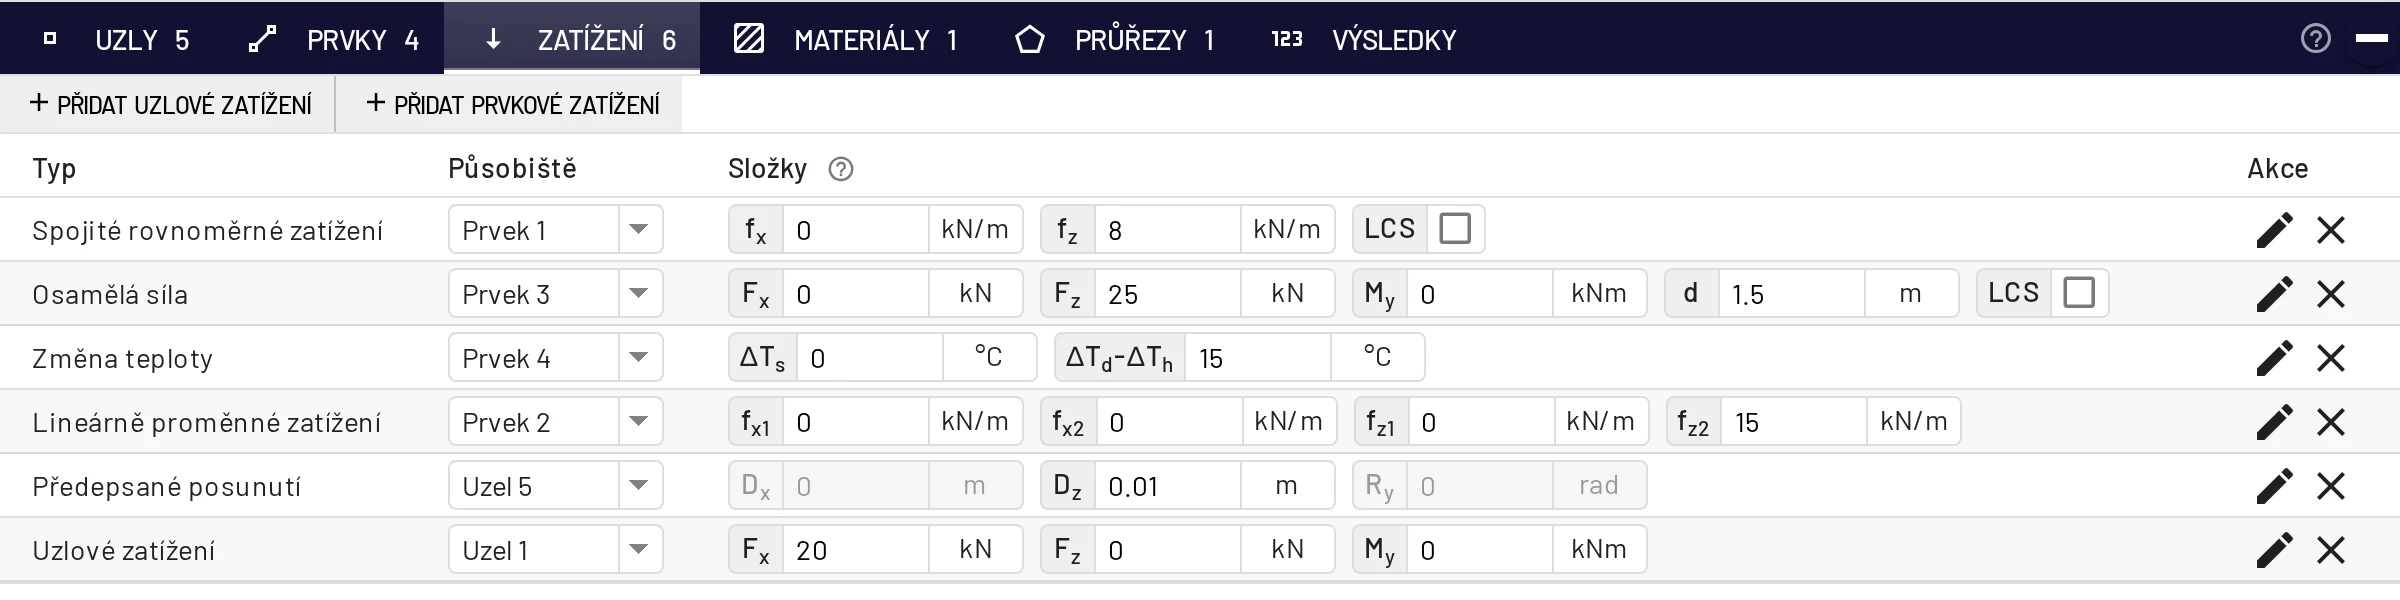 UZLY 5 PRVKY 4 ZATÍŽENÍ 6 MATERIÁLY 1 PRŮŘEZY 1 123 VÝSLEDKY ?
+ PŘIDAT UZLOVÉ ZATÍŽENÍ + PŘIDAT PRVKOVÉ ZATÍŽENÍ
Typ Působiště Složky ? Akce
Spojité rovnoměrné zatížení Prvek 1 fx 0 kN/m fz 8 kN/m LCS
Osamělá síla Prvek 3 Fx 0 kN Fz 25 kN My 0 kNm d 1.5 m LCS
Změna teploty Prvek 4 ΔTs 0 °C ΔTd-ΔTh 15 °C
Lineárně proměnné zatížení Prvek 2 fx1 0 kN/m fx2 0 kN/m fz1 0 kN/m fz2 15 kN/m
Předepsané posunutí Uzel 5 Dx 0 m Dz 0.01 m Ry 0 rad
Uzlové zatížení Uzel 1 Fx 20 kN Fz 0 kN My 0 kNm